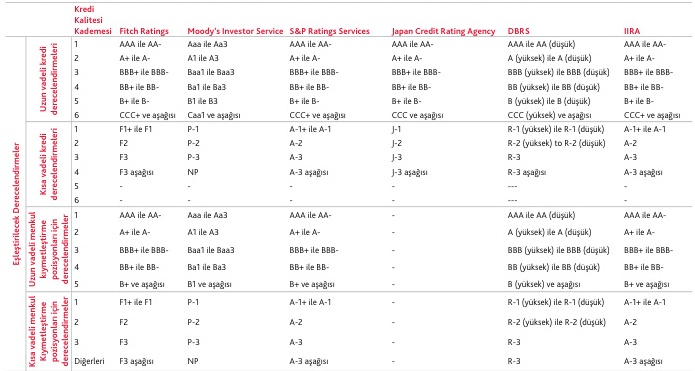 Kredi
Kalitesi
Kademesi Fitch Ratings Moody's Investor Service S&P Ratings Services Japan Credit Rating Agency DBRS IIRA
Eşleştirilecek Derecelendirmeler
Uzun vadeli kredi
derecelendirmeleri
1 AAA ile AA- Aaa ile Aa3 AAA ile AA- AAA ile AA- AAA ile AA (düşük) AAA ile AA-
2 A+ ile A- A1 ile A3 A+ ile A- A+ ile A- A (yüksek) ile A (düşük) A+ ile A-
3 BBB+ ile BBB- Baa1 ile Baa3 BBB+ ile BBB- BBB+ ile BBB- BBB (yüksek) ile BBB (düşük) BBB+ ile BBB-
4 BB+ ile BB- Ba1 ile Ba3 BB+ ile BB- BB+ ile BB- BB (yüksek) ile BB (düşük) BB+ ile BB-
5 B+ ile B- B1 ile B3 B+ ile B- B+ ile B- B (yüksek) ile B (düşük) B+ ile B-
6 CCC+ ve aşağısı Caa1 ve aşağısı CCC+ ve aşağısı CCC ve aşağısı CCC (yüksek) ve aşağısı CCC+ ve aşağısı
Kısa vadeli kredi
derecelendirmeleri
1 F1+ ile F1 P-1 A-1+ ile A-1 J-1 R-1 (yüksek) ile R-1 (düşük) A-1+ ile A-1
2 F2 P-2 A-2 J-2 R-2 (yüksek) to R-2 (düşük) A-2
3 F3 P-3 A-3 J-3 R-3 A-3
4 F3 aşağısı NP A-3 aşağısı J-3 aşağısı R-3 aşağısı A-3 aşağısı
5 - - - - --- -
6 - - - - --- -
Uzun vadeli menkul
kıymetleştirme
pozisyonları için
derecelendirmeler
1 AAA ile AA- Aaa ile Aa3 AAA ile AA- - AAA ile AA (düşük) AAA ile AA-
2 A+ ile A- A1 ile A3 A+ ile A- - A (yüksek) ile A (düşük) A+ ile A-
3 BBB+ ile BBB- Baa1 ile Baa3 BBB+ ile BBB- - BBB (yüksek) ile BBB (düşük) BBB+ ile BBB-
4 BB+ ile BB- Ba1 ile Ba3 BB+ ile BB- - BB (yüksek) ile BB (düşük) BB+ ile BB-
5 B+ ve aşağısı B1 ve aşağısı B+ ve aşağısı - B (yüksek) ve aşağısı B+ ve aşağısı
Kısa vadeli menkul
Kıymetleştirme
pozisyonları için
derecelendirmeler
1 F1+ ile F1 P-1 A-1+ ile A-1 - R-1 (yüksek) ile R-1 (düşük) A-1+ ile A-1
2 F2 P-2 A-2 - R-2 (yüksek) ile R-2 (düşük) A-2
3 F3 P-3 A-3 - R-3 A-3
Diğerleri F3 aşağısı NP A-3 aşağısı - R-3 A-3 aşağısı